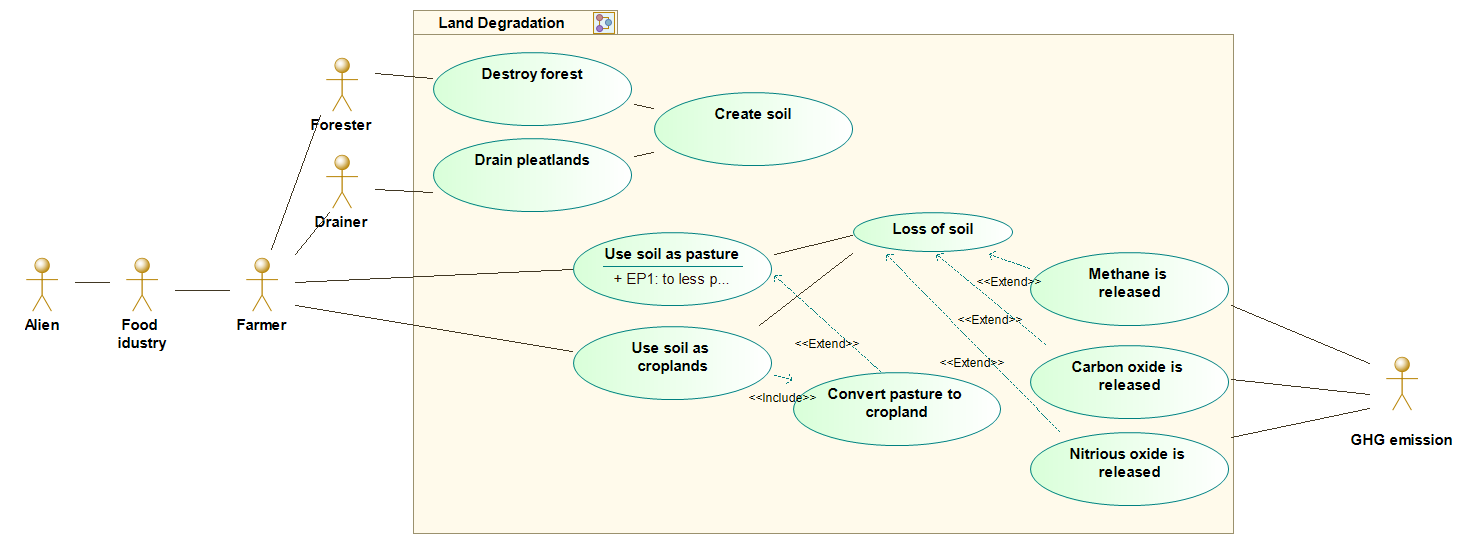 Land Degradation
Forester
Destroy forest
Create soil
Drain pleatlands
Drainer
Use soil as pasture
+ EP1: to less p...
Loss of soil
Methane is
released
<<Extend>>
<<Extend>>
<<Extend>>
<<Extend>>
Alien
Food
idustry
Farmer
Use soil as
croplands
<<Include>>
Convert pasture to
cropland
Carbon oxide is
released
Nitrious oxide is
released
GHG emission